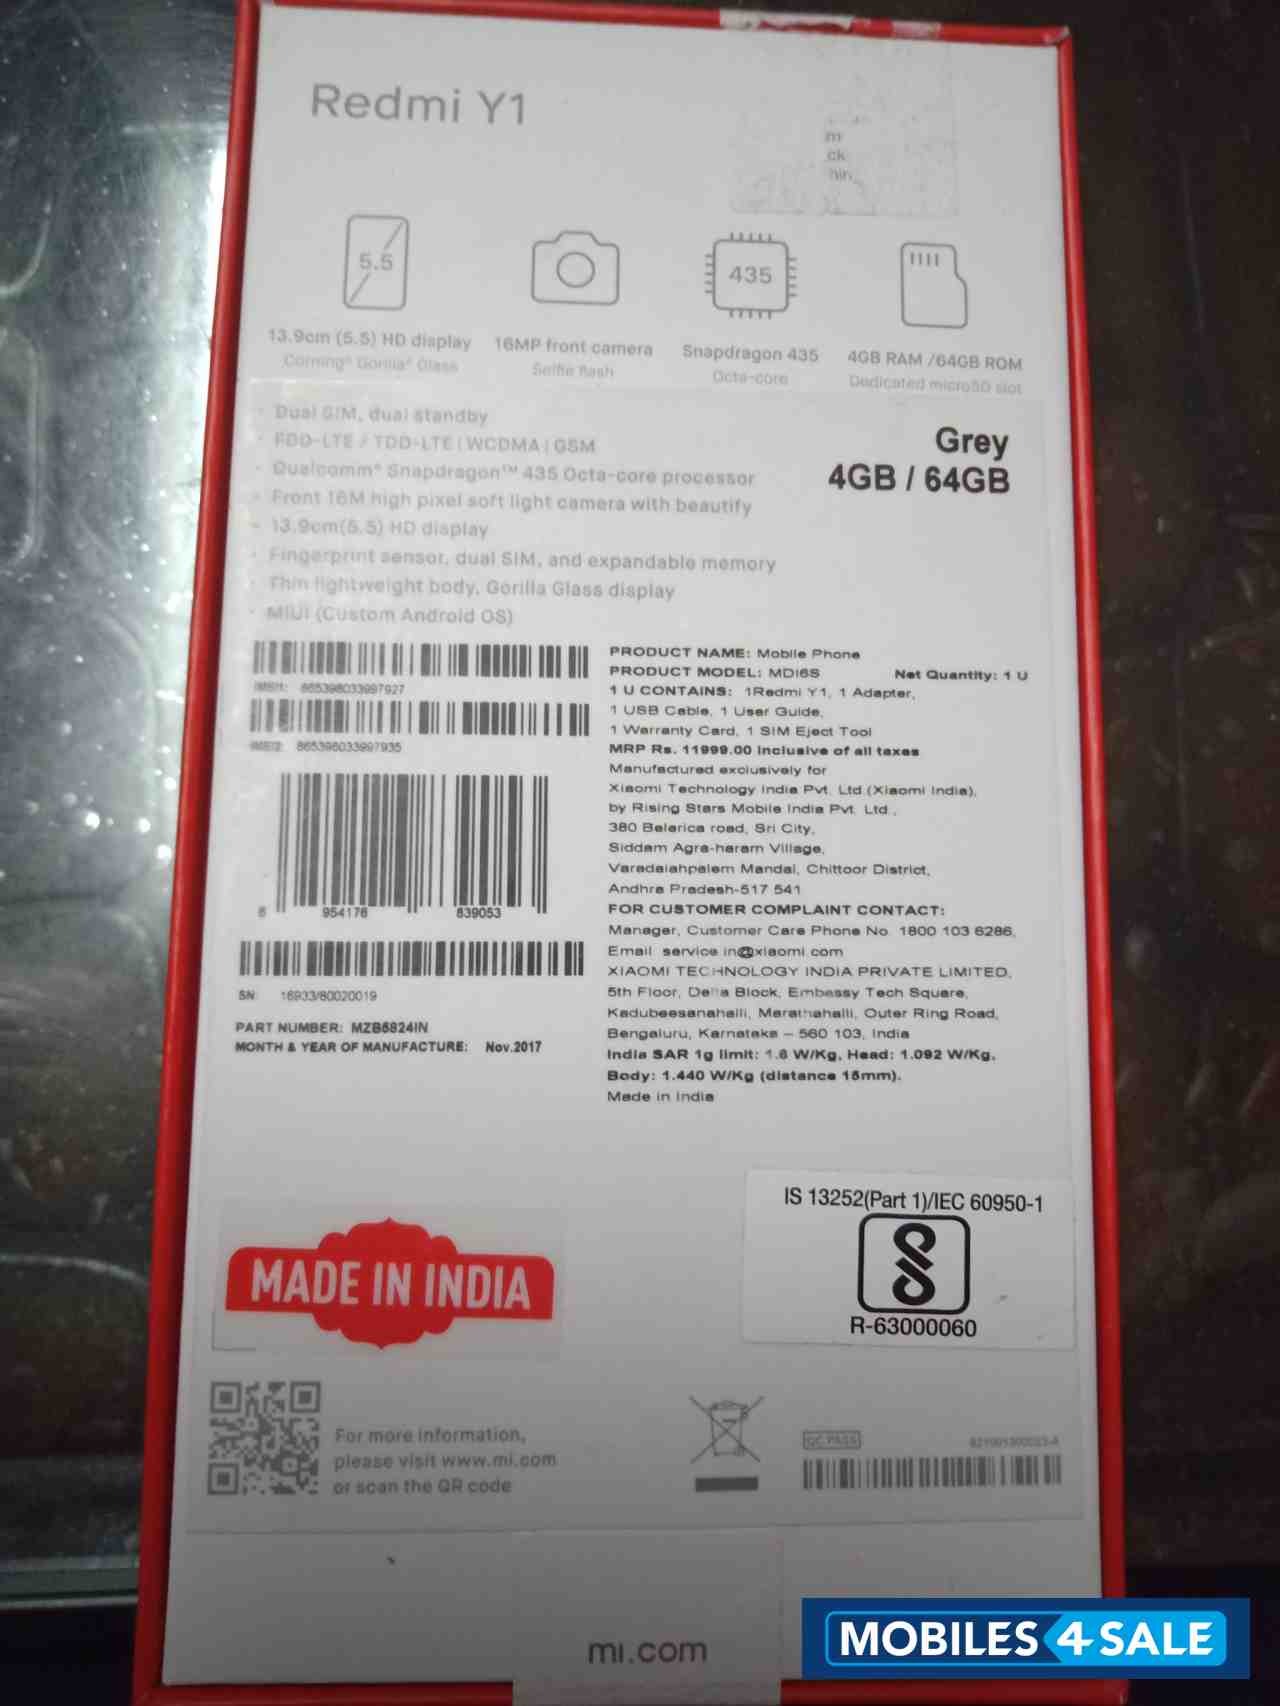 Redmi Y1
m
ck
hin
5.5
435
13.9cm (5.5) HD display
Corning® Gorilla® Glass
16MP front camera
Selfie flash
Snapdragon 435
Octa-core
4GB RAM /64GB ROM
Dedicated microSD slot
Dual SIM, dual standby
FDD-LTE / TDD-LTE | WCDMA | GSM
Qualcomm® Snapdragon™ 435 Octa-core processor
Front 16M high pixel soft light camera with beautify
13.9cm(5.5) HD display
Fingerprint sensor, dual SIM, and expandable memory
Thin lightweight body, Gorilla Glass display
MIUI (Custom Android OS)
Grey
4GB / 64GB
IMEI1: 865396033997927
IMEI2: 865396033997935
6 954176 839053
SN: 16933/80020019
PART NUMBER: MZB5824IN
MONTH & YEAR OF MANUFACTURE: Nov.2017
PRODUCT NAME: Mobile Phone
PRODUCT MODEL: MDI6S Net Quantity: 1 U
1 U CONTAINS: 1Redmi Y1, 1 Adapter,
1 USB Cable, 1 User Guide,
1 Warranty Card, 1 SIM Eject Tool
MRP Rs. 11999.00 Inclusive of all taxes
Manufactured exclusively for
Xiaomi Technology India Pvt. Ltd.(Xiaomi India),
by Rising Stars Mobile India Pvt. Ltd.,
380 Belerica road, Sri City,
Siddam Agra-haram Village,
Varadaiahpalem Mandal, Chittoor District,
Andhra Pradesh-517 541
FOR CUSTOMER COMPLAINT CONTACT:
Manager, Customer Care Phone No. 1800 103 6286,
Email: service.in@xiaomi.com
XIAOMI TECHNOLOGY INDIA PRIVATE LIMITED,
5th Floor, Delta Block, Embassy Tech Square,
Kadubeesanahalli, Marathahalli, Outer Ring Road,
Bengaluru, Karnataka – 560 103, India
India SAR 1g limit: 1.6 W/Kg, Head: 1.092 W/Kg,
Body: 1.440 W/Kg (distance 15mm).
Made in India
IS 13252(Part 1)/IEC 60950-1
R-63000060
MADE IN INDIA
For more information,
please visit www.mi.com
or scan the QR code
QC PASS
mi.com
MOBILES 4 SALE